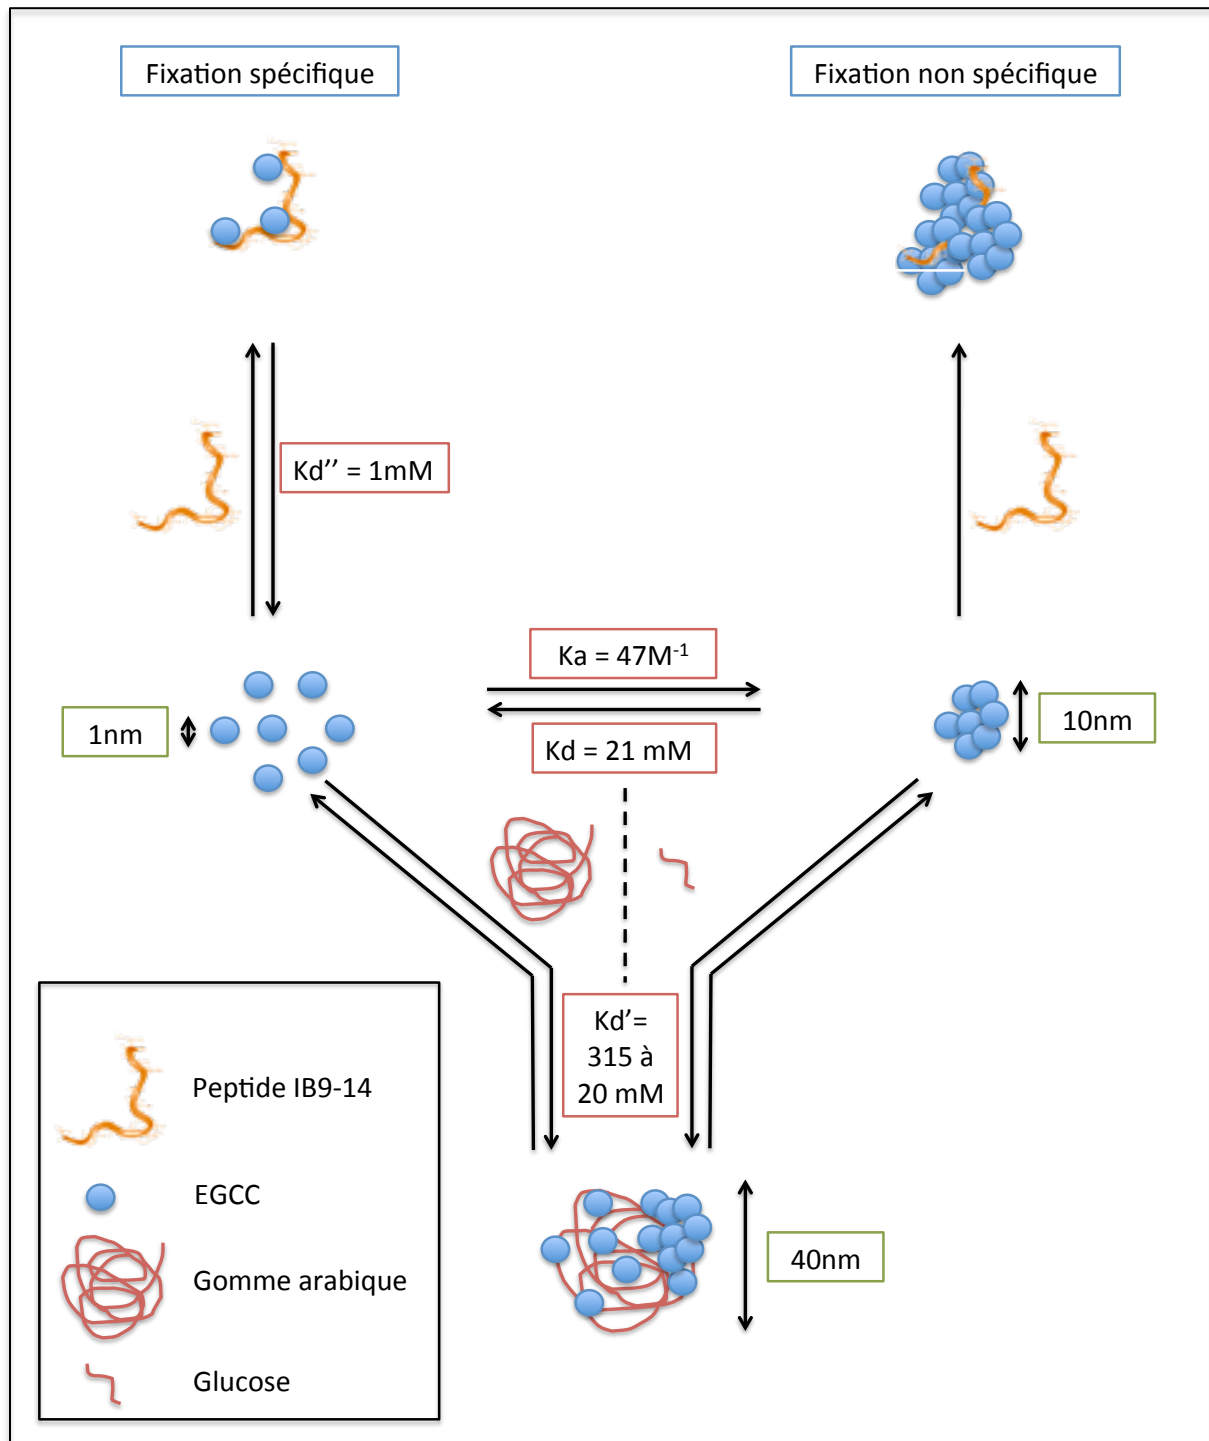 Fixation spécifique
Fixation non spécifique
Kd’’ = 1mM
Ka = 47M⁻¹
1nm
Kd = 21 mM
10nm
Kd’=
315 à
20 mM
Peptide IB9-14
EGCC
Gomme arabique
Glucose
40nm